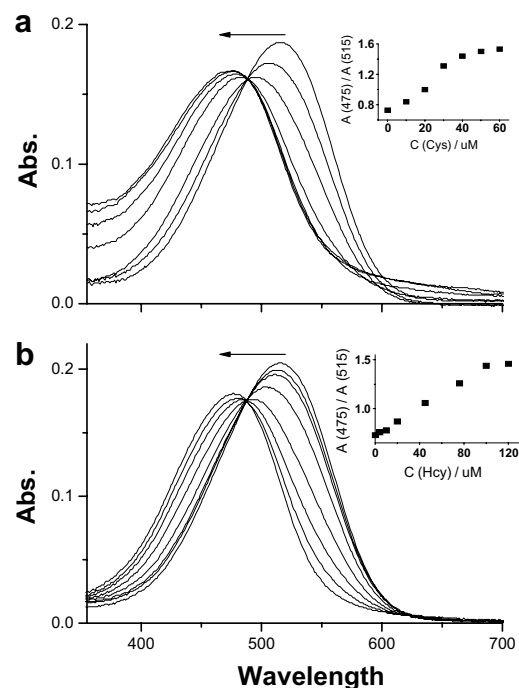 a
0.2
0.1
0.0
Abs.
A (475) / A (515)
1.6
1.2
0.8
0 20 40 60
C (Cys) / uM
b
0.2
0.1
0.0
Abs.
A (475) / A (515)
1.5
1.0
0 40 80 120
C (Hcy) / uM
400 500 600 700
Wavelength